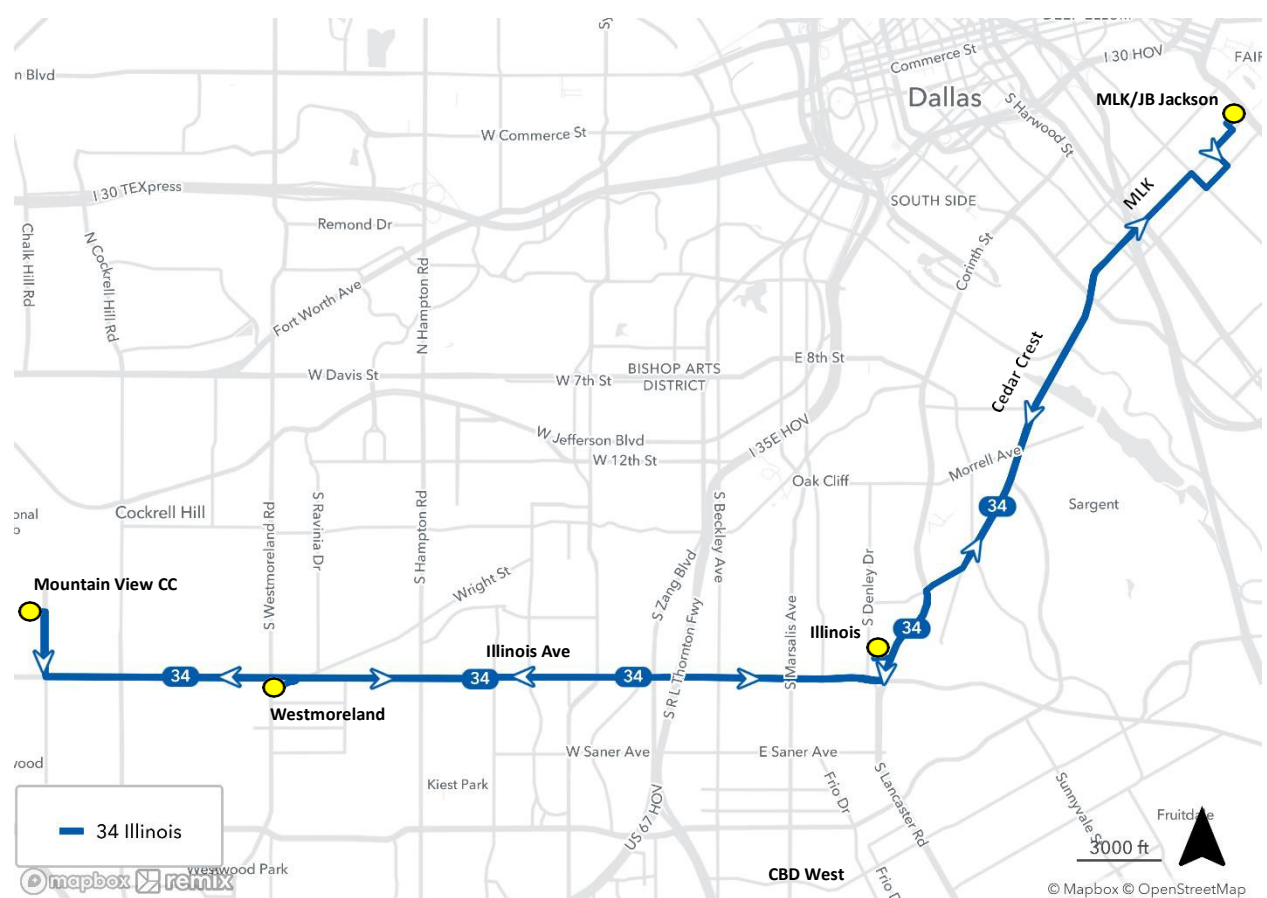 I 30 HOV
Commerce St
n Blvd
Dallas
MLK/JB Jackson
W Commerce St
S Harwood St
I 30 TEXpress
MLK
SOUTH SIDE
Remond Dr
Chalk Hill Rd
N Cockrell Hill Rd
Corinth St
N Hampton Rd
Fort Worth Ave
E 8th St
BISHOP ARTS
DISTRICT
W Davis St
W 7th St
Cedar Crest
W Jefferson Blvd
I 35E HOV
W 12th St
Morrell Ave
Oak Cliff
34
Sargent
Cockrell Hill
S Westmoreland Rd
S Ravinia Dr
S Hampton Rd
S Beckley Ave
S Denley Dr
Mountain View CC
Wright St
S Zang Blvd
S Marsalis Ave
Illinois
34
Illinois Ave
34
34
34
S R L Thornton Fwy
Westmoreland
W Saner Ave
E Saner Ave
Kiest Park
Frio Dr
S Lancaster Rd
Sunnyvale St
US 67 HOV
34 Illinois
3000 ft
Westwood Park
CBD West
mapbox remix
© Mapbox © OpenStreetMap